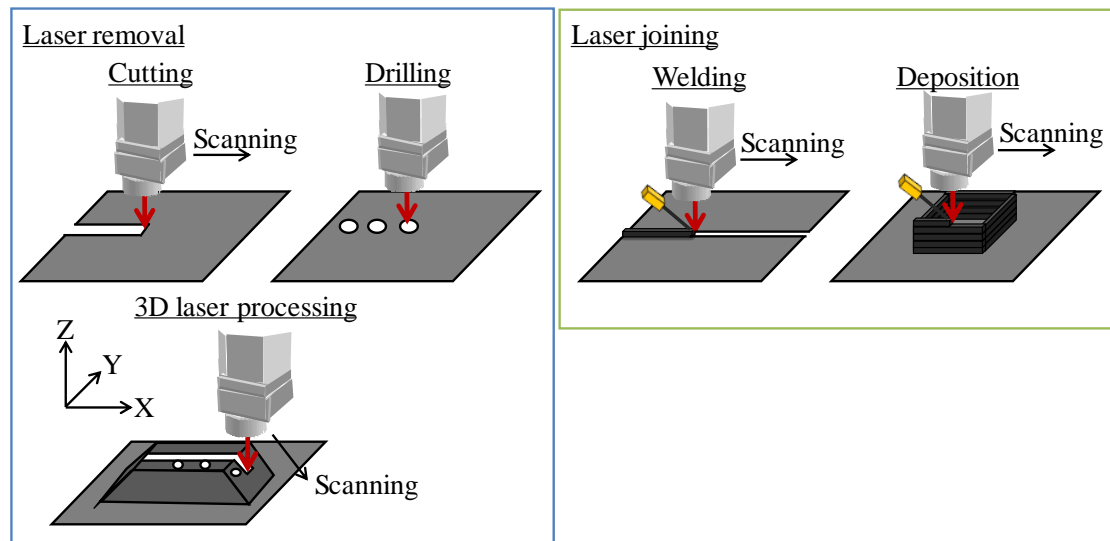 Laser removal
Cutting
Scanning
Drilling
3D laser processing
Z
Y
X
Scanning
Laser joining
Welding
Scanning
Deposition
Scanning